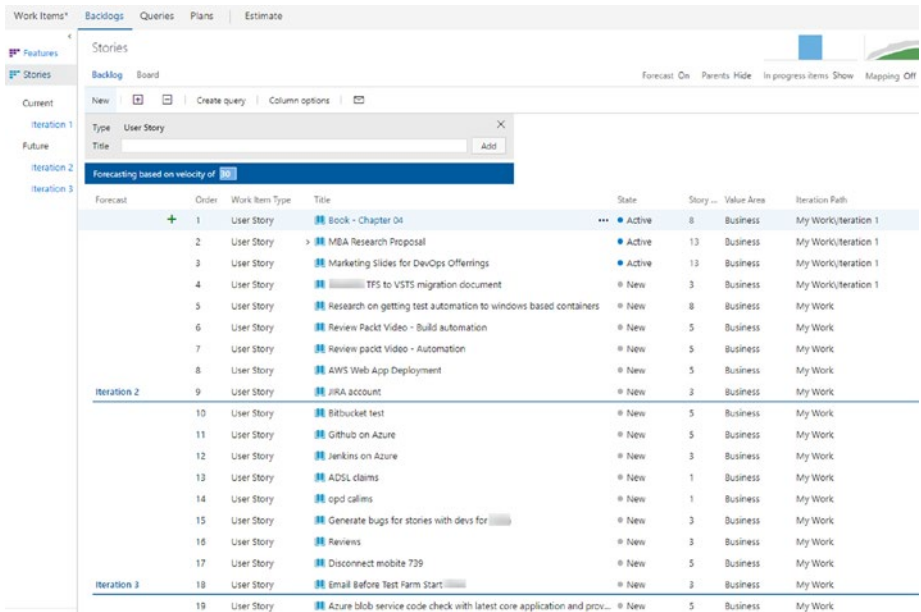 Work Items* Backlogs Queries Plans Estimate
Features
Stories
Current
Iteration 1
Future
Iteration 2
Iteration 3
Stories
Backlog Board Forecast On Parents Hide In progress items Show Mapping Off
New Create query Column options
Type User Story
Title Add
Forecasting based on velocity of 30
Forecast Order Work Item Type Title State Story ... Value Area Iteration Path
1 User Story Book - Chapter 04 ... Active 8 Business My Work\Iteration 1
2 User Story MBA Research Proposal Active 13 Business My Work\Iteration 1
3 User Story Marketing Slides for DevOps Offerrings Active 13 Business My Work\Iteration 1
4 User Story TFS to VSTS migration document New 3 Business My Work\Iteration 1
5 User Story Research on getting test automation to windows based containers New 8 Business My Work
6 User Story Review Packt Video - Build automation New 5 Business My Work
7 User Story Review packt Video - Automation New 5 Business My Work
8 User Story AWS Web App Deployment New 5 Business My Work
Iteration 2 9 User Story JIRA account New 3 Business My Work
10 User Story Bitbucket test New 5 Business My Work
11 User Story Github on Azure New 5 Business My Work
12 User Story Jenkins on Azure New 3 Business My Work
13 User Story ADSL claims New 1 Business My Work
14 User Story opd calims New 1 Business My Work
15 User Story Generate bugs for stories with devs for New 3 Business My Work
16 User Story Reviews New 3 Business My Work
17 User Story Disconnect mobite 739 New 5 Business My Work
Iteration 3 18 User Story Email Before Test Farm Start New 3 Business My Work
19 User Story Azure blob service code check with latest core application and prov... New 5 Business My Work